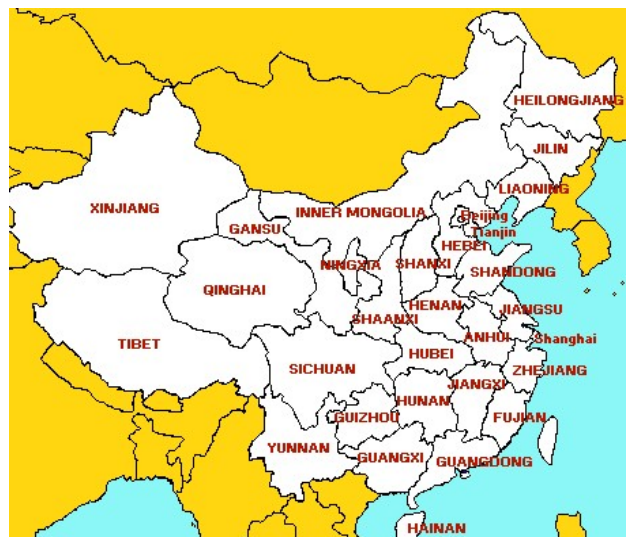 HEILONGJIANG
JILIN
LIAONING
XINJIANG
INNER MONGOLIA
Beijing
GANSU
Tianjin
HEBEI
NINGXIA
SHANXI
SHANDONG
QINGHAI
HENAN
JIANGSU
SHAANXI
TIBET
ANHUI
Shanghai
HUBEI
SICHUAN
ZHEJIANG
JIANGXI
HUNAN
GUIZHOU
FUJIAN
YUNNAN
GUANGXI
GUANGDONG
HAINAN